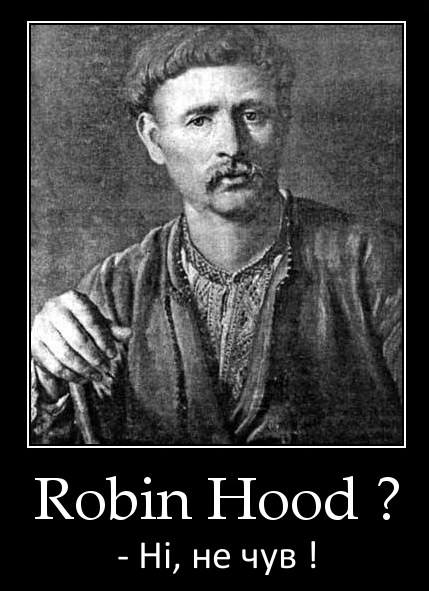 Robin Hood ?
- Ні, не чув !